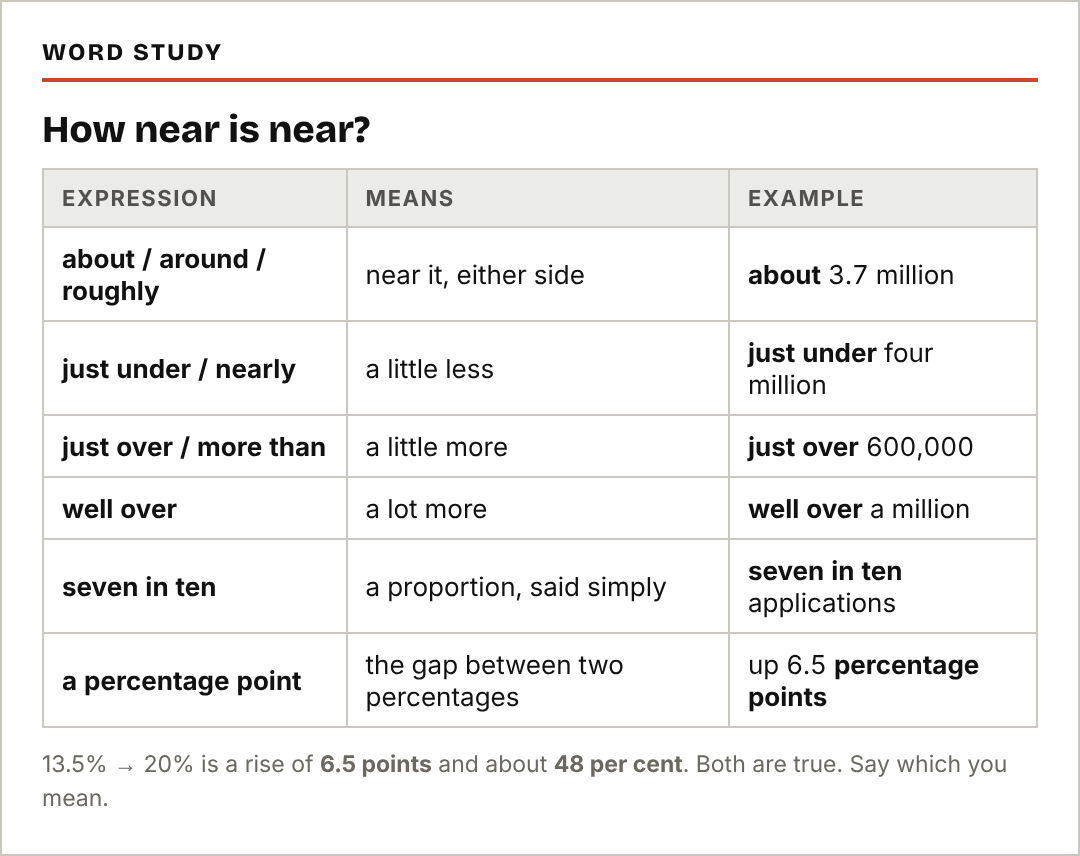 WORD STUDY
How near is near?
EXPRESSION MEANS EXAMPLE
about / around /
roughly
near it, either side
about 3.7 million
just under / nearly
a little less
just under four
million
just over / more than
a little more
just over 600,000
well over
a lot more
well over a million
seven in ten
a proportion, said simply
seven in ten
applications
a percentage point
the gap between two
percentages
up 6.5 percentage
points
13.5% → 20% is a rise of 6.5 points and about 48 per cent. Both are true. Say which you
mean.